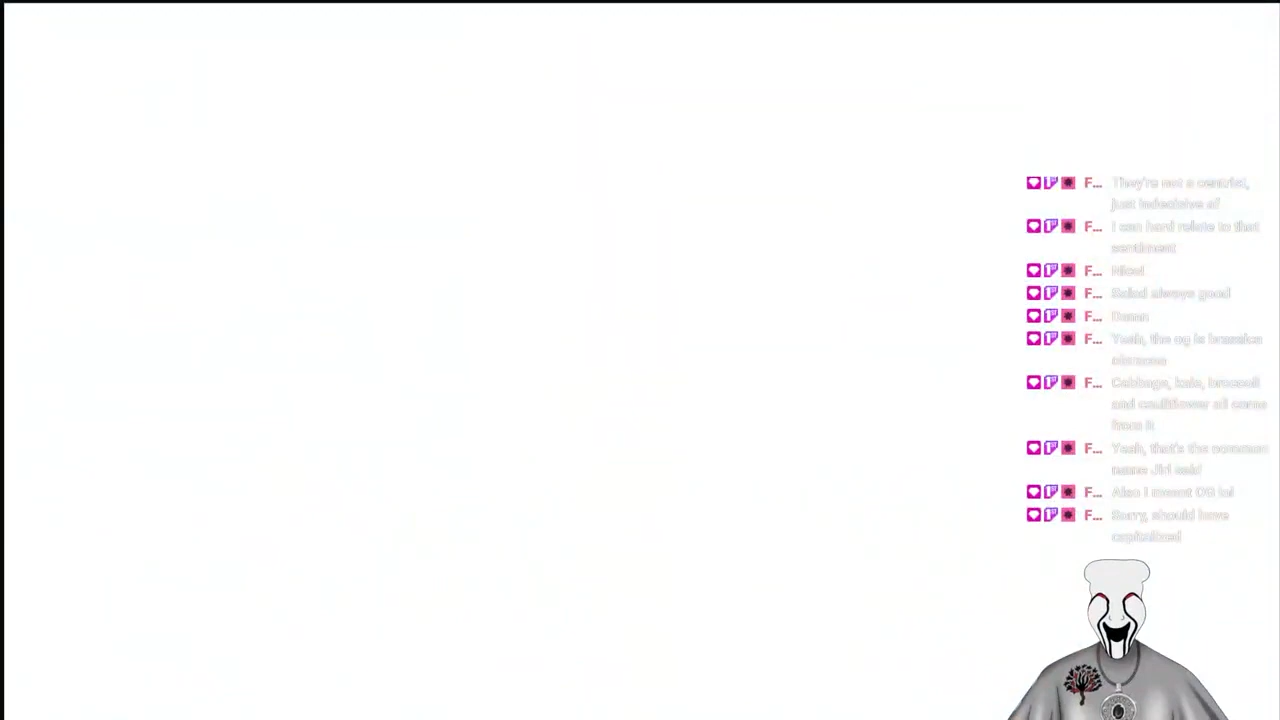 F... They're not a centrist,
just indecisive af
F... I can hard relate to that
sentiment
F... Nice!
F... Salad always good
F... Damn
F... Yeah, the og is brassica
oleracea
F... Cabbage, kale, broccoli
and cauliflower all come
from it
F... Yeah, that's the common
name Jiri said
F... Also I meant OG lol
F... Sorry, should have
capitalized